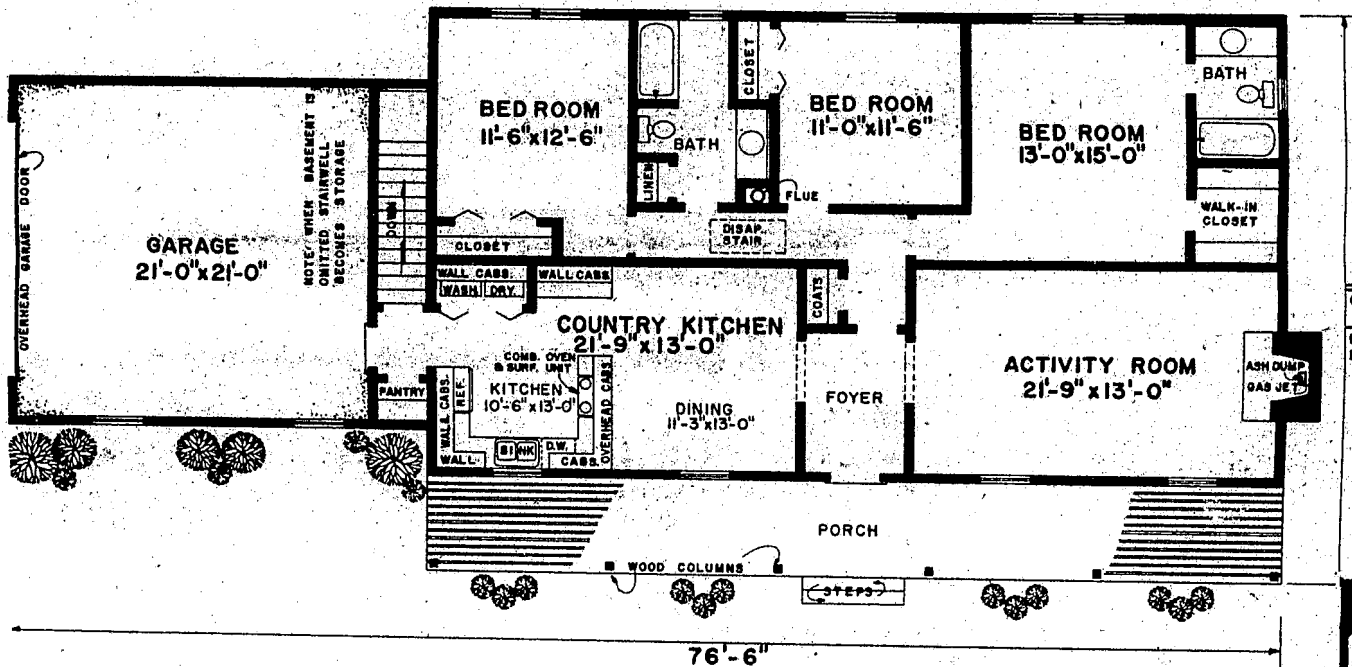 BED ROOM
11'-6"x12'-6"
CLOSET
BATH
LINEN
CLOSET
BED ROOM
11'-0"x11'-6"
FLUE
DISAP.
STAIR
BED ROOM
13'-0"x15'-0"
BATH
WALK-IN
CLOSET
OVERHEAD GARAGE DOOR
GARAGE
21'-0"x21'-0"
NOTE: WHEN BASEMENT IS
OMITTED STAIRWELL
BECOMES STORAGE
DOWN
WALL CABS.
WASH.
DRY.
WALL CABS.
COATS
COUNTRY KITCHEN
21'-9"x13'-0"
COMB. OVEN
& SURF. UNIT
KITCHEN
10'-6"x13'-0"
PANTRY
WALL CABS.
REF.
WALL
SINK
D.W.
CABS.
OVERHEAD CABS.
DINING
11'-3"x13'-0"
FOYER
ACTIVITY ROOM
21'-9"x13'-0"
ASH DUMP
GAS JET
PORCH
WOOD COLUMNS
STEPS
76'-6"